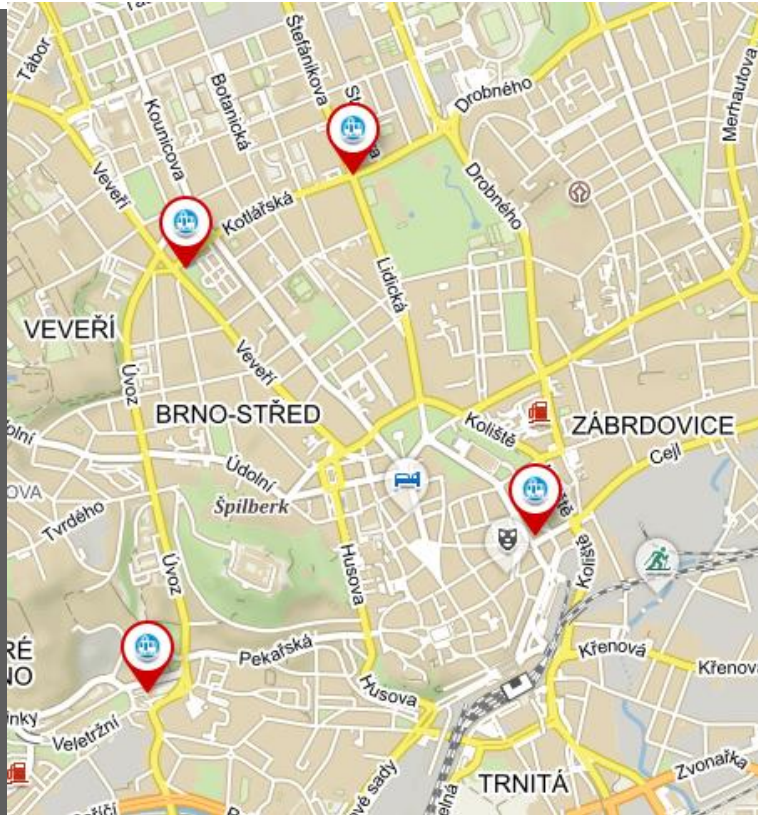 Tábor
Kounicova
Botanická
Štefánikova
Drobného
Merhautova
Veveří
Kotlářská
Drobného
Lidická
VEVEŘÍ
Úvoz
Veveří
BRNO-STŘED
Koliště
ZÁBRDOVICE
Cejl
Údolní
Špilberk
Tvrdého
Husova
Koliště
Úvoz
Pekařská
Křenová
Křenová
Husova
Veletržní
TRNITÁ
Zvonařka